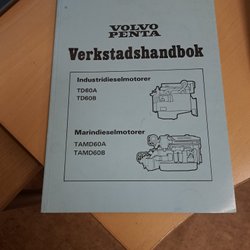 VOLVO
PENTA
Verkstadshandbok
Industridieselmotorer
TD60A
TD60B
Marindieselmotorer
TAMD60A
TAMD60B